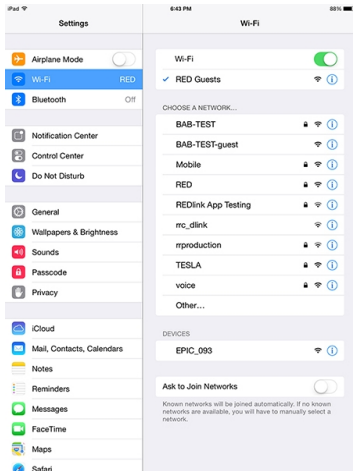 iPad
6:43 PM
88%
Settings
Wi-Fi
Airplane Mode
Wi-Fi RED
Bluetooth Off
Notification Center
Control Center
Do Not Disturb
General
Wallpapers & Brightness
Sounds
Passcode
Privacy
iCloud
Mail, Contacts, Calendars
Notes
Reminders
Messages
FaceTime
Maps
Safari
Wi-Fi
RED Guests
CHOOSE A NETWORK...
BAB-TEST
BAB-TEST-guest
Mobile
RED
REDlink App Testing
rrc_dlink
rrproduction
TESLA
voice
Other...
DEVICES
EPIC_093
Ask to Join Networks
Known networks will be joined automatically. If no known
networks are available, you will have to manually select a
network.